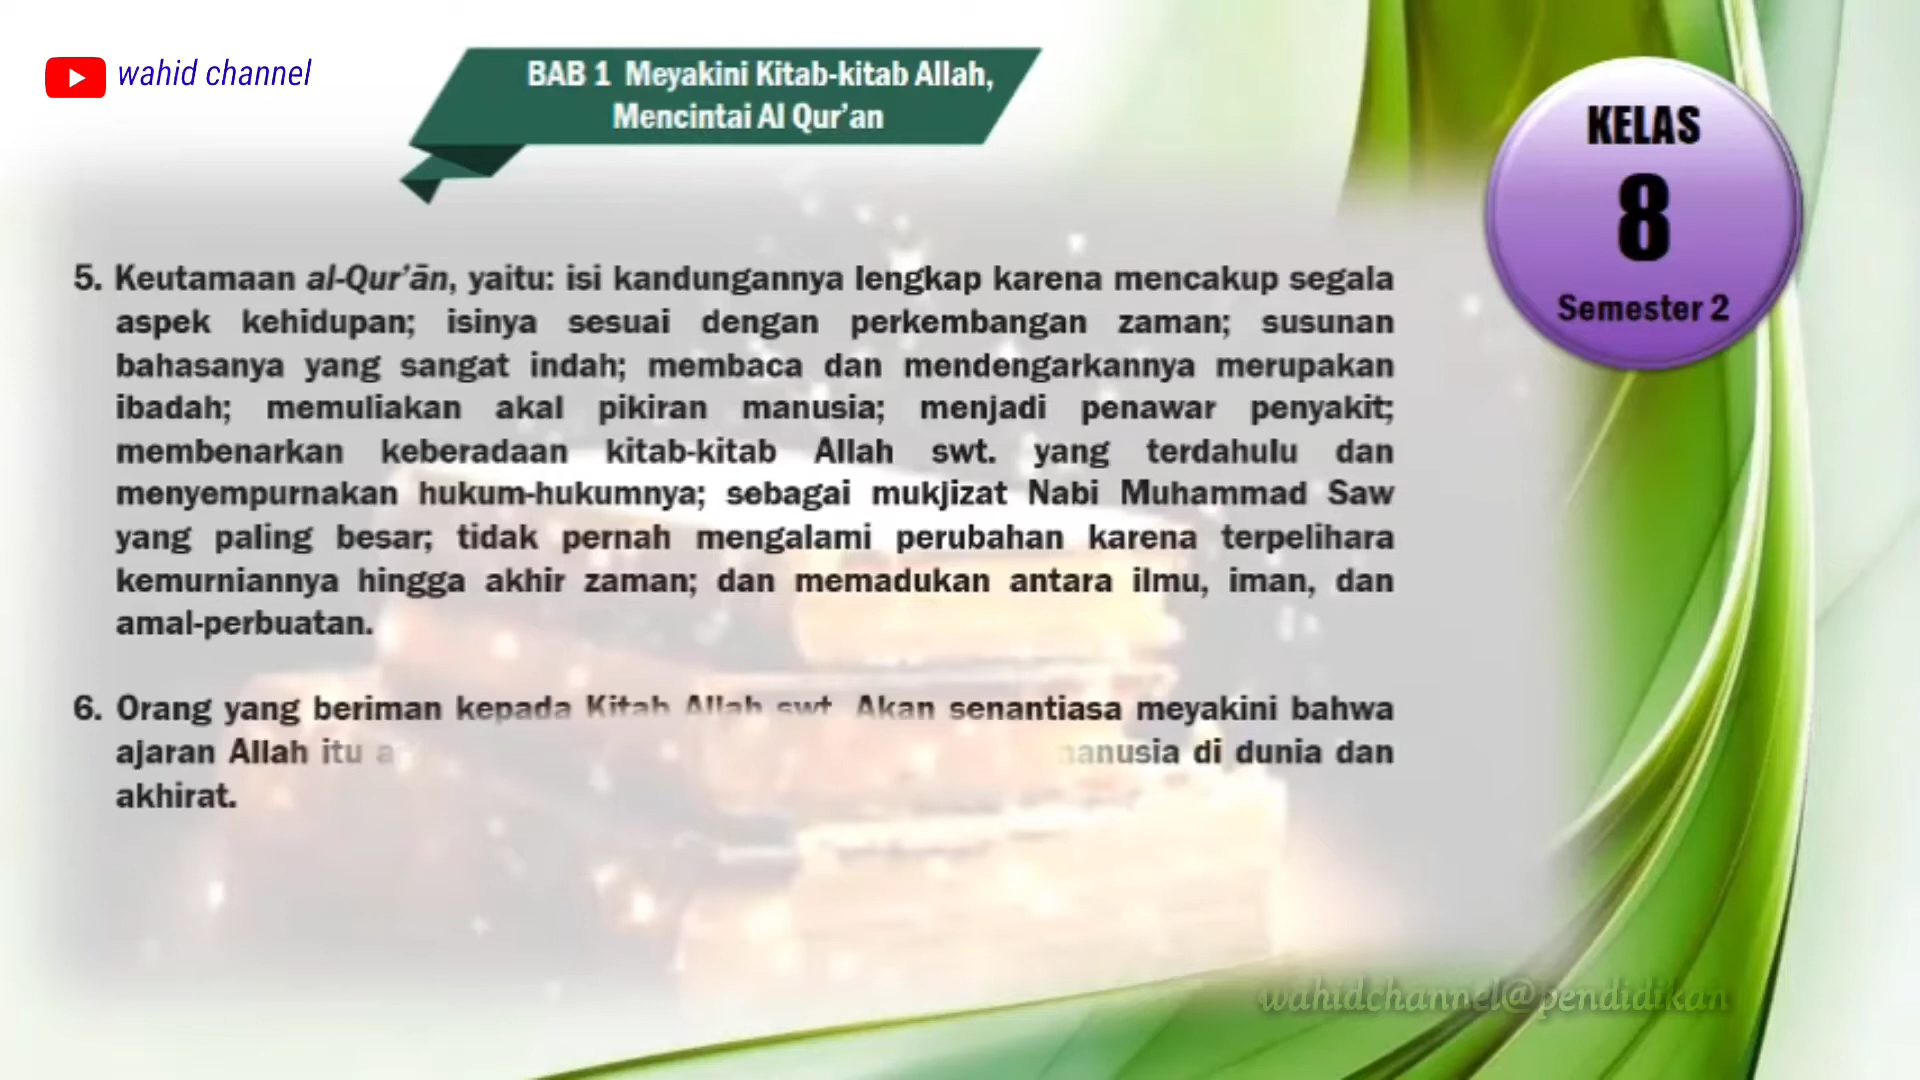 wahid channel
BAB 1 Meyakini Kitab-kitab Allah,
Mencintai Al Qur'an
KELAS
8
Semester 2
5. Keutamaan al-Qur'ān, yaitu: isi kandungannya lengkap karena mencakup segala
aspek kehidupan; isinya sesuai dengan perkembangan zaman; susunan
bahasanya yang sangat indah; membaca dan mendengarkannya merupakan
ibadah; memuliakan akal pikiran manusia; menjadi penawar penyakit;
membenarkan keberadaan kitab-kitab Allah swt. yang terdahulu dan
menyempurnakan hukum-hukumnya; sebagai mukjizat Nabi Muhammad Saw
yang paling besar; tidak pernah mengalami perubahan karena terpelihara
kemurniannya hingga akhir zaman; dan memadukan antara ilmu, iman, dan
amal-perbuatan.
6. Orang yang beriman kepada Kitab Allah swt. Akan senantiasa meyakini bahwa
ajaran Allah itu manusia di dunia dan
akhirat.
wahidchannel@pendidikan